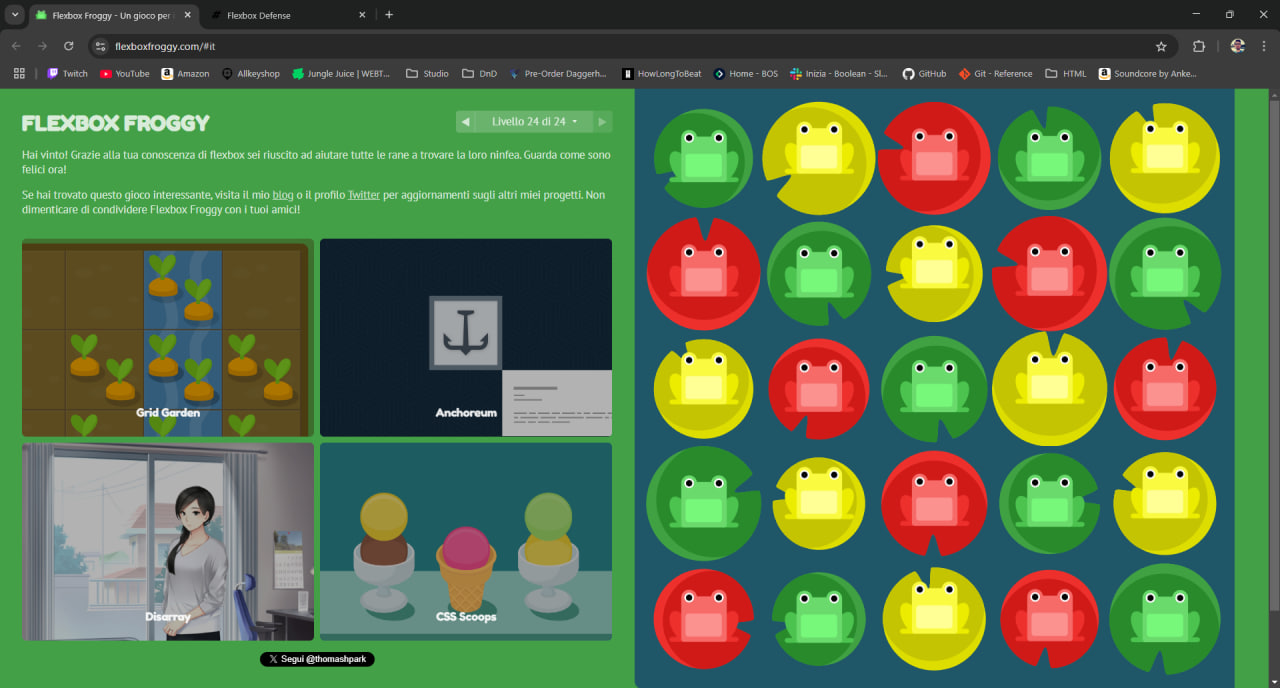 Flexbox Froggy - Un gioco per
Flexbox Defense
flexboxfroggy.com/#it
Twitch
YouTube
Amazon
Allkeyshop
Jungle Juice | WEBT...
Studio
DnD
Pre-Order Daggerh...
HowLongToBeat
Home - BOS
Inizia - Boolean - Sl...
GitHub
Git - Reference
HTML
Soundcore by Anke...
FLEXBOX FROGGY
Livello 24 di 24
Hai vinto! Grazie alla tua conoscenza di flexbox sei riuscito ad aiutare tutte le rane a trovare la loro ninfea. Guarda come sono
felici ora!
Se hai trovato questo gioco interessante, visita il mio blog o il profilo Twitter per aggiornamenti sugli altri miei progetti. Non
dimenticare di condividere Flexbox Froggy con i tuoi amici!
Grid Garden
Anchoreum
Disarray
CSS Scoops
Segui @thomashpark